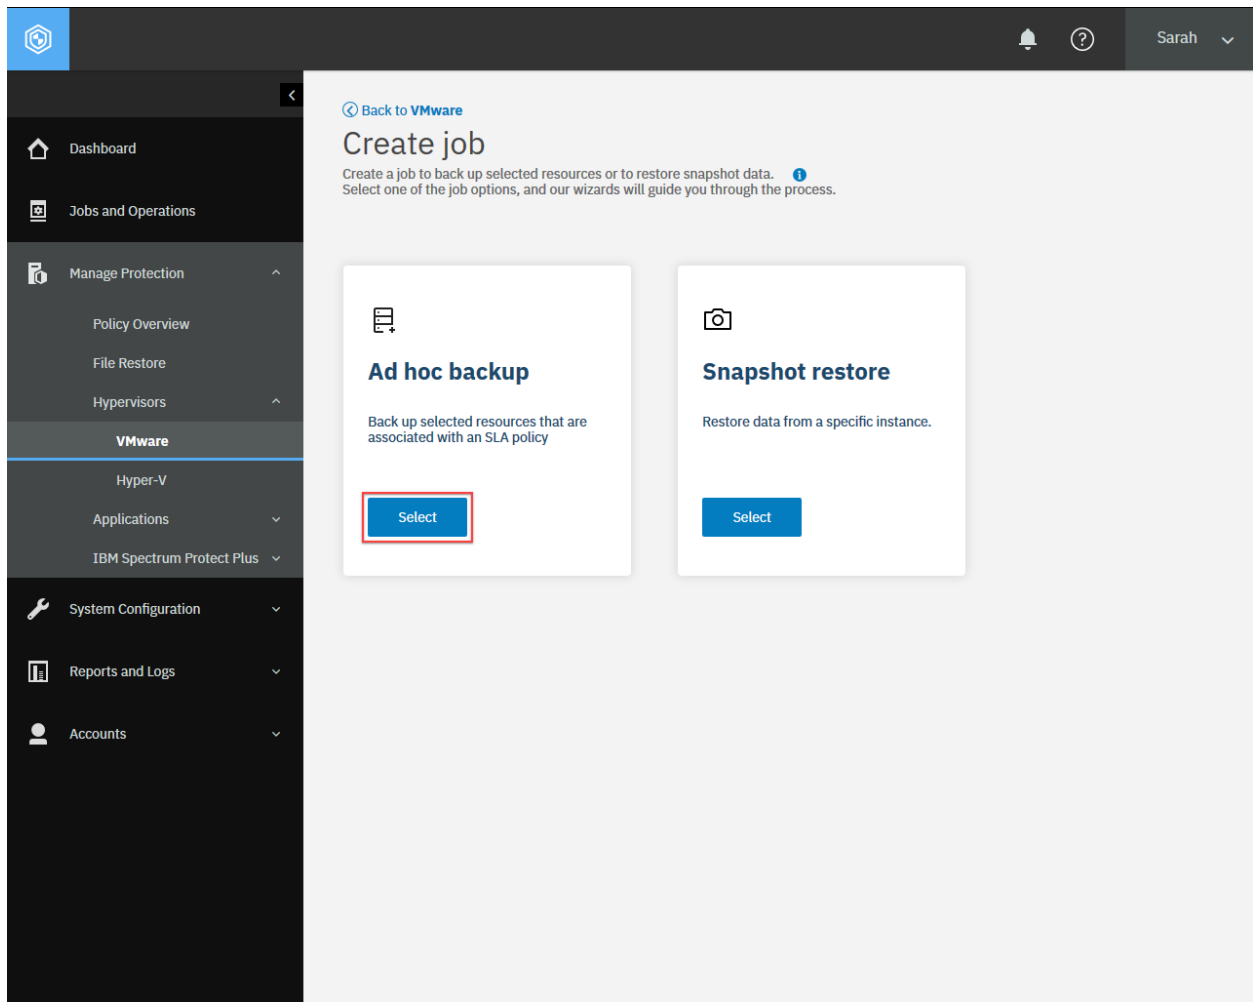 Sarah
Back to VMware
Create job
Create a job to back up selected resources or to restore snapshot data.
Select one of the job options, and our wizards will guide you through the process.
Dashboard
Jobs and Operations
Manage Protection
Policy Overview
File Restore
Hypervisors
VMware
Hyper-V
Applications
IBM Spectrum Protect Plus
System Configuration
Reports and Logs
Accounts
Ad hoc backup
Back up selected resources that are
associated with an SLA policy
Select
Snapshot restore
Restore data from a specific instance.
Select